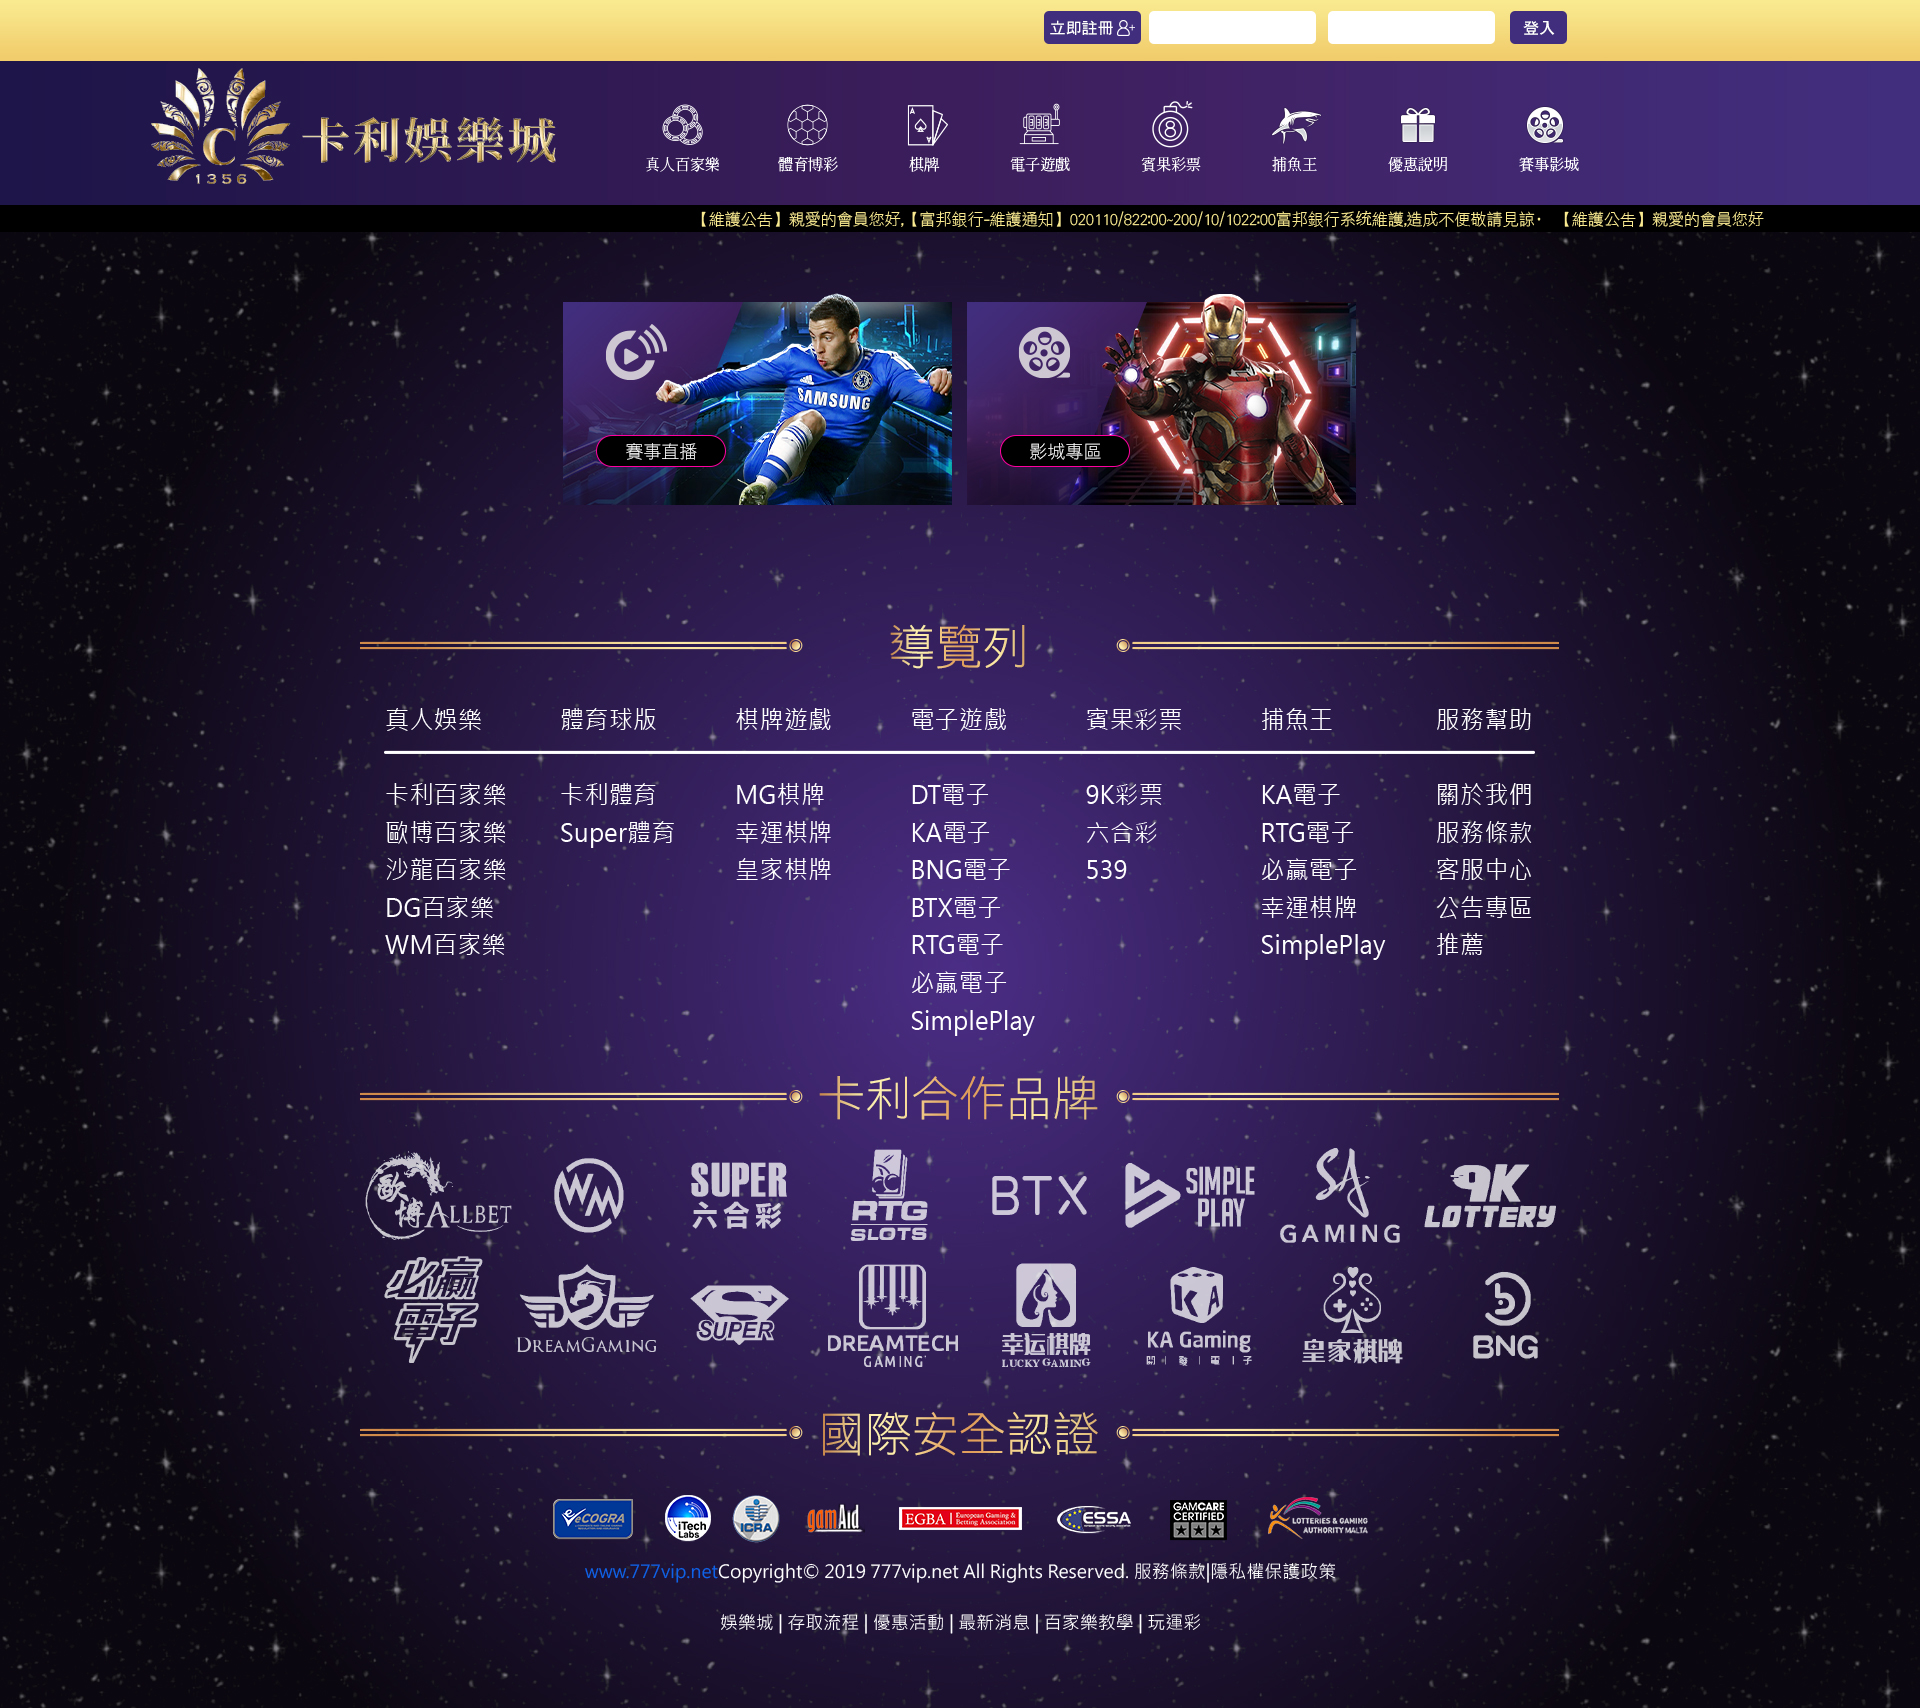 立即註冊
登入
C
1356
卡利娛樂城
真人百家樂
體育博彩
棋牌
電子遊戲
賓果彩票
捕魚王
優惠說明
賽事影城
【維護公告】親愛的會員您好,【富邦銀行-維護通知】020110/822:00~200/10/1022:00富邦銀行系统維護,造成不便敬請見諒· 【維護公告】親愛的會員您好
SAMSUNG
賽事直播
影城專區
導覽列
真人娛樂 體育球版 棋牌遊戲 電子遊戲 賓果彩票 捕魚王 服務幫助
卡利百家樂 卡利體育 MG棋牌 DT電子 9K彩票 KA電子 關於我們
歐博百家樂 Super體育 幸運棋牌 KA電子 六合彩 RTG電子 服務條款
沙龍百家樂 皇家棋牌 BNG電子 539 必贏電子 客服中心
DG百家樂 BTX電子 幸運棋牌 公告專區
WM百家樂 RTG電子 SimplePlay 推薦
必贏電子
SimplePlay
卡利合作品牌
歐博 ALLBET
WM
SUPER
六合彩
RTG
SLOTS
BTX
SIMPLE
PLAY
SA
GAMING
9K
LOTTERY
必贏
電子
DREAMGAMING
S
SUPER
DREAMTECH
GAMING
幸运棋牌
LUCKY GAMING
KA
KA Gaming
皇家棋牌
BNG
國際安全認證
eCOGRA
iTech
Labs
ICRA
gamAid
EGBA European Gaming &
Betting Association
ESSA
GAMCARE
CERTIFIED
LOTTERIES & GAMING
AUTHORITY MALTA
www.777vip.netCopyright© 2019 777vip.net All Rights Reserved. 服務條款|隱私權保護政策
娛樂城 | 存取流程 | 優惠活動 | 最新消息 | 百家樂教學 | 玩運彩